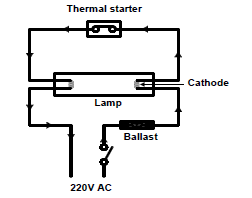 Thermal starter
Cathode
Lamp
Ballast
220V AC